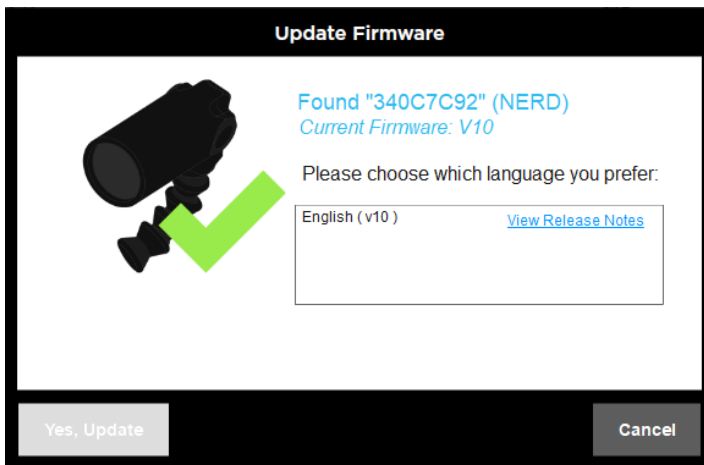 Update Firmware
Found "340C7C92" (NERD)
Current Firmware: V10
Please choose which language you prefer:
English ( v10 ) View Release Notes
Yes, Update Cancel